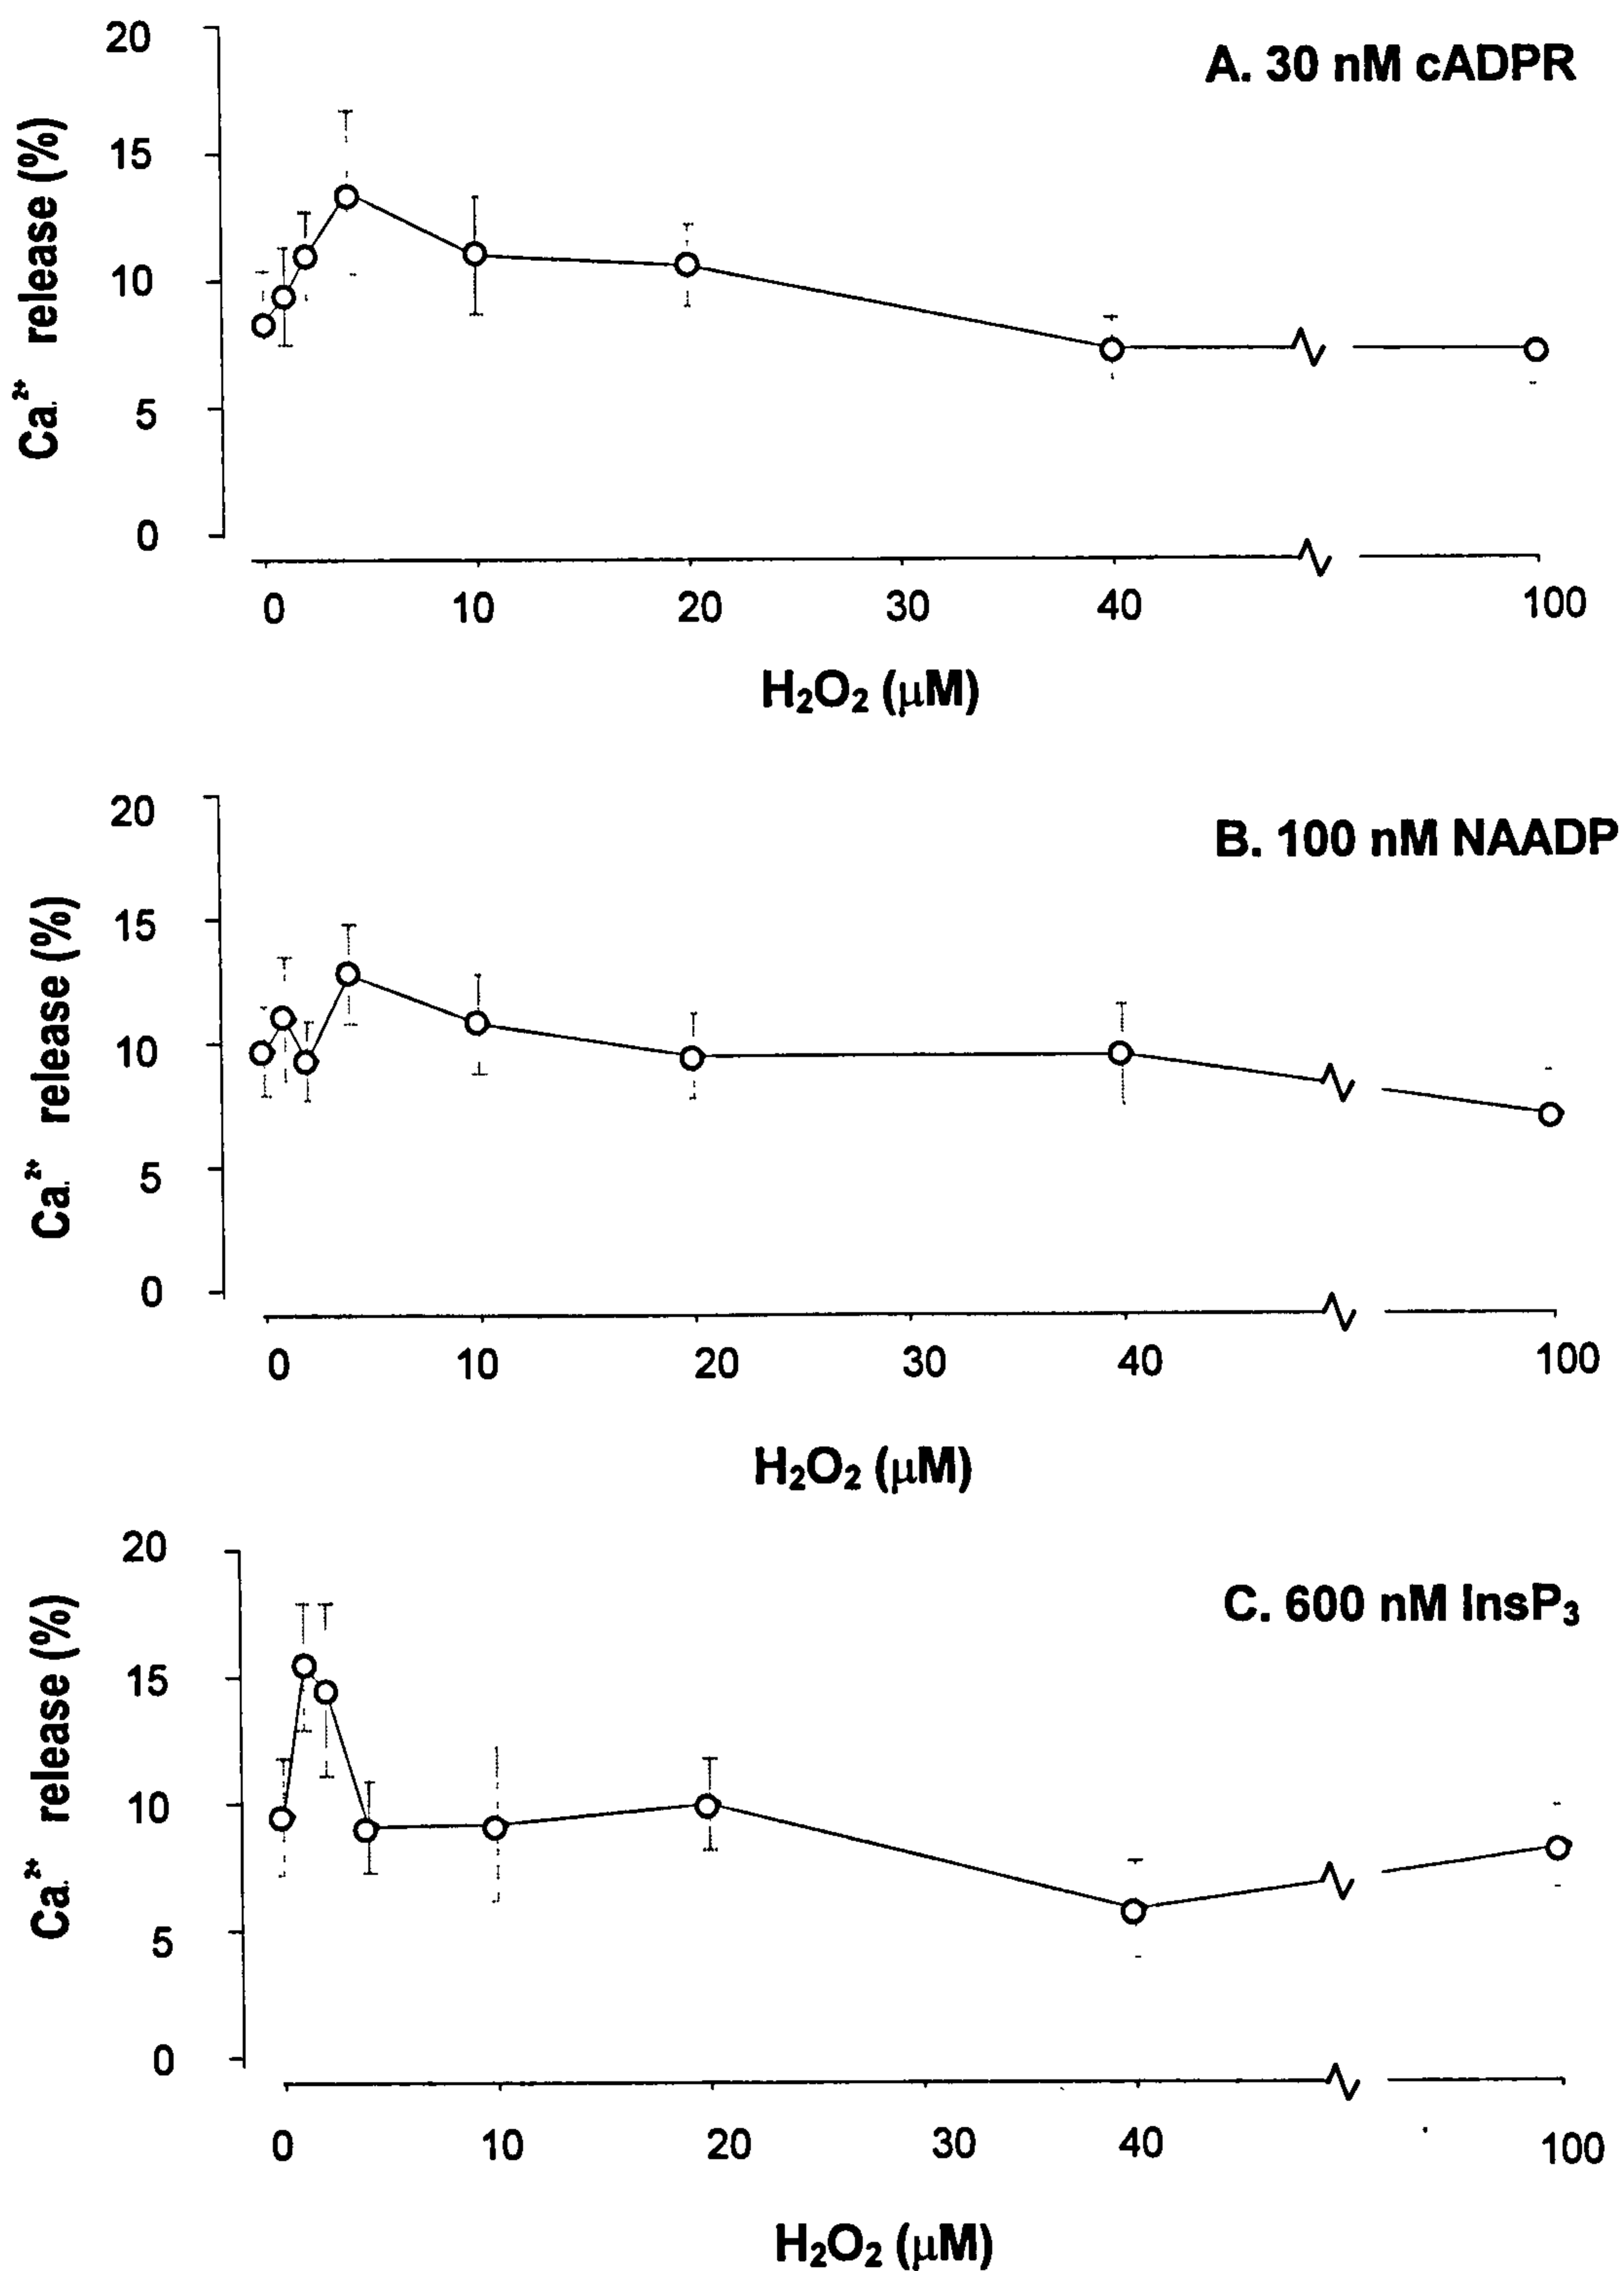 A. 30 nM cADPR
Ca²⁺ release (%)
20
15
10
5
0
0 10 20 30 40 100
H₂O₂ (μM)
B. 100 nM NAADP
Ca²⁺ release (%)
20
15
10
5
0
0 10 20 30 40 100
H₂O₂ (μM)
C. 600 nM InsP₃
Ca²⁺ release (%)
20
15
10
5
0
0 10 20 30 40 100
H₂O₂ (μM)